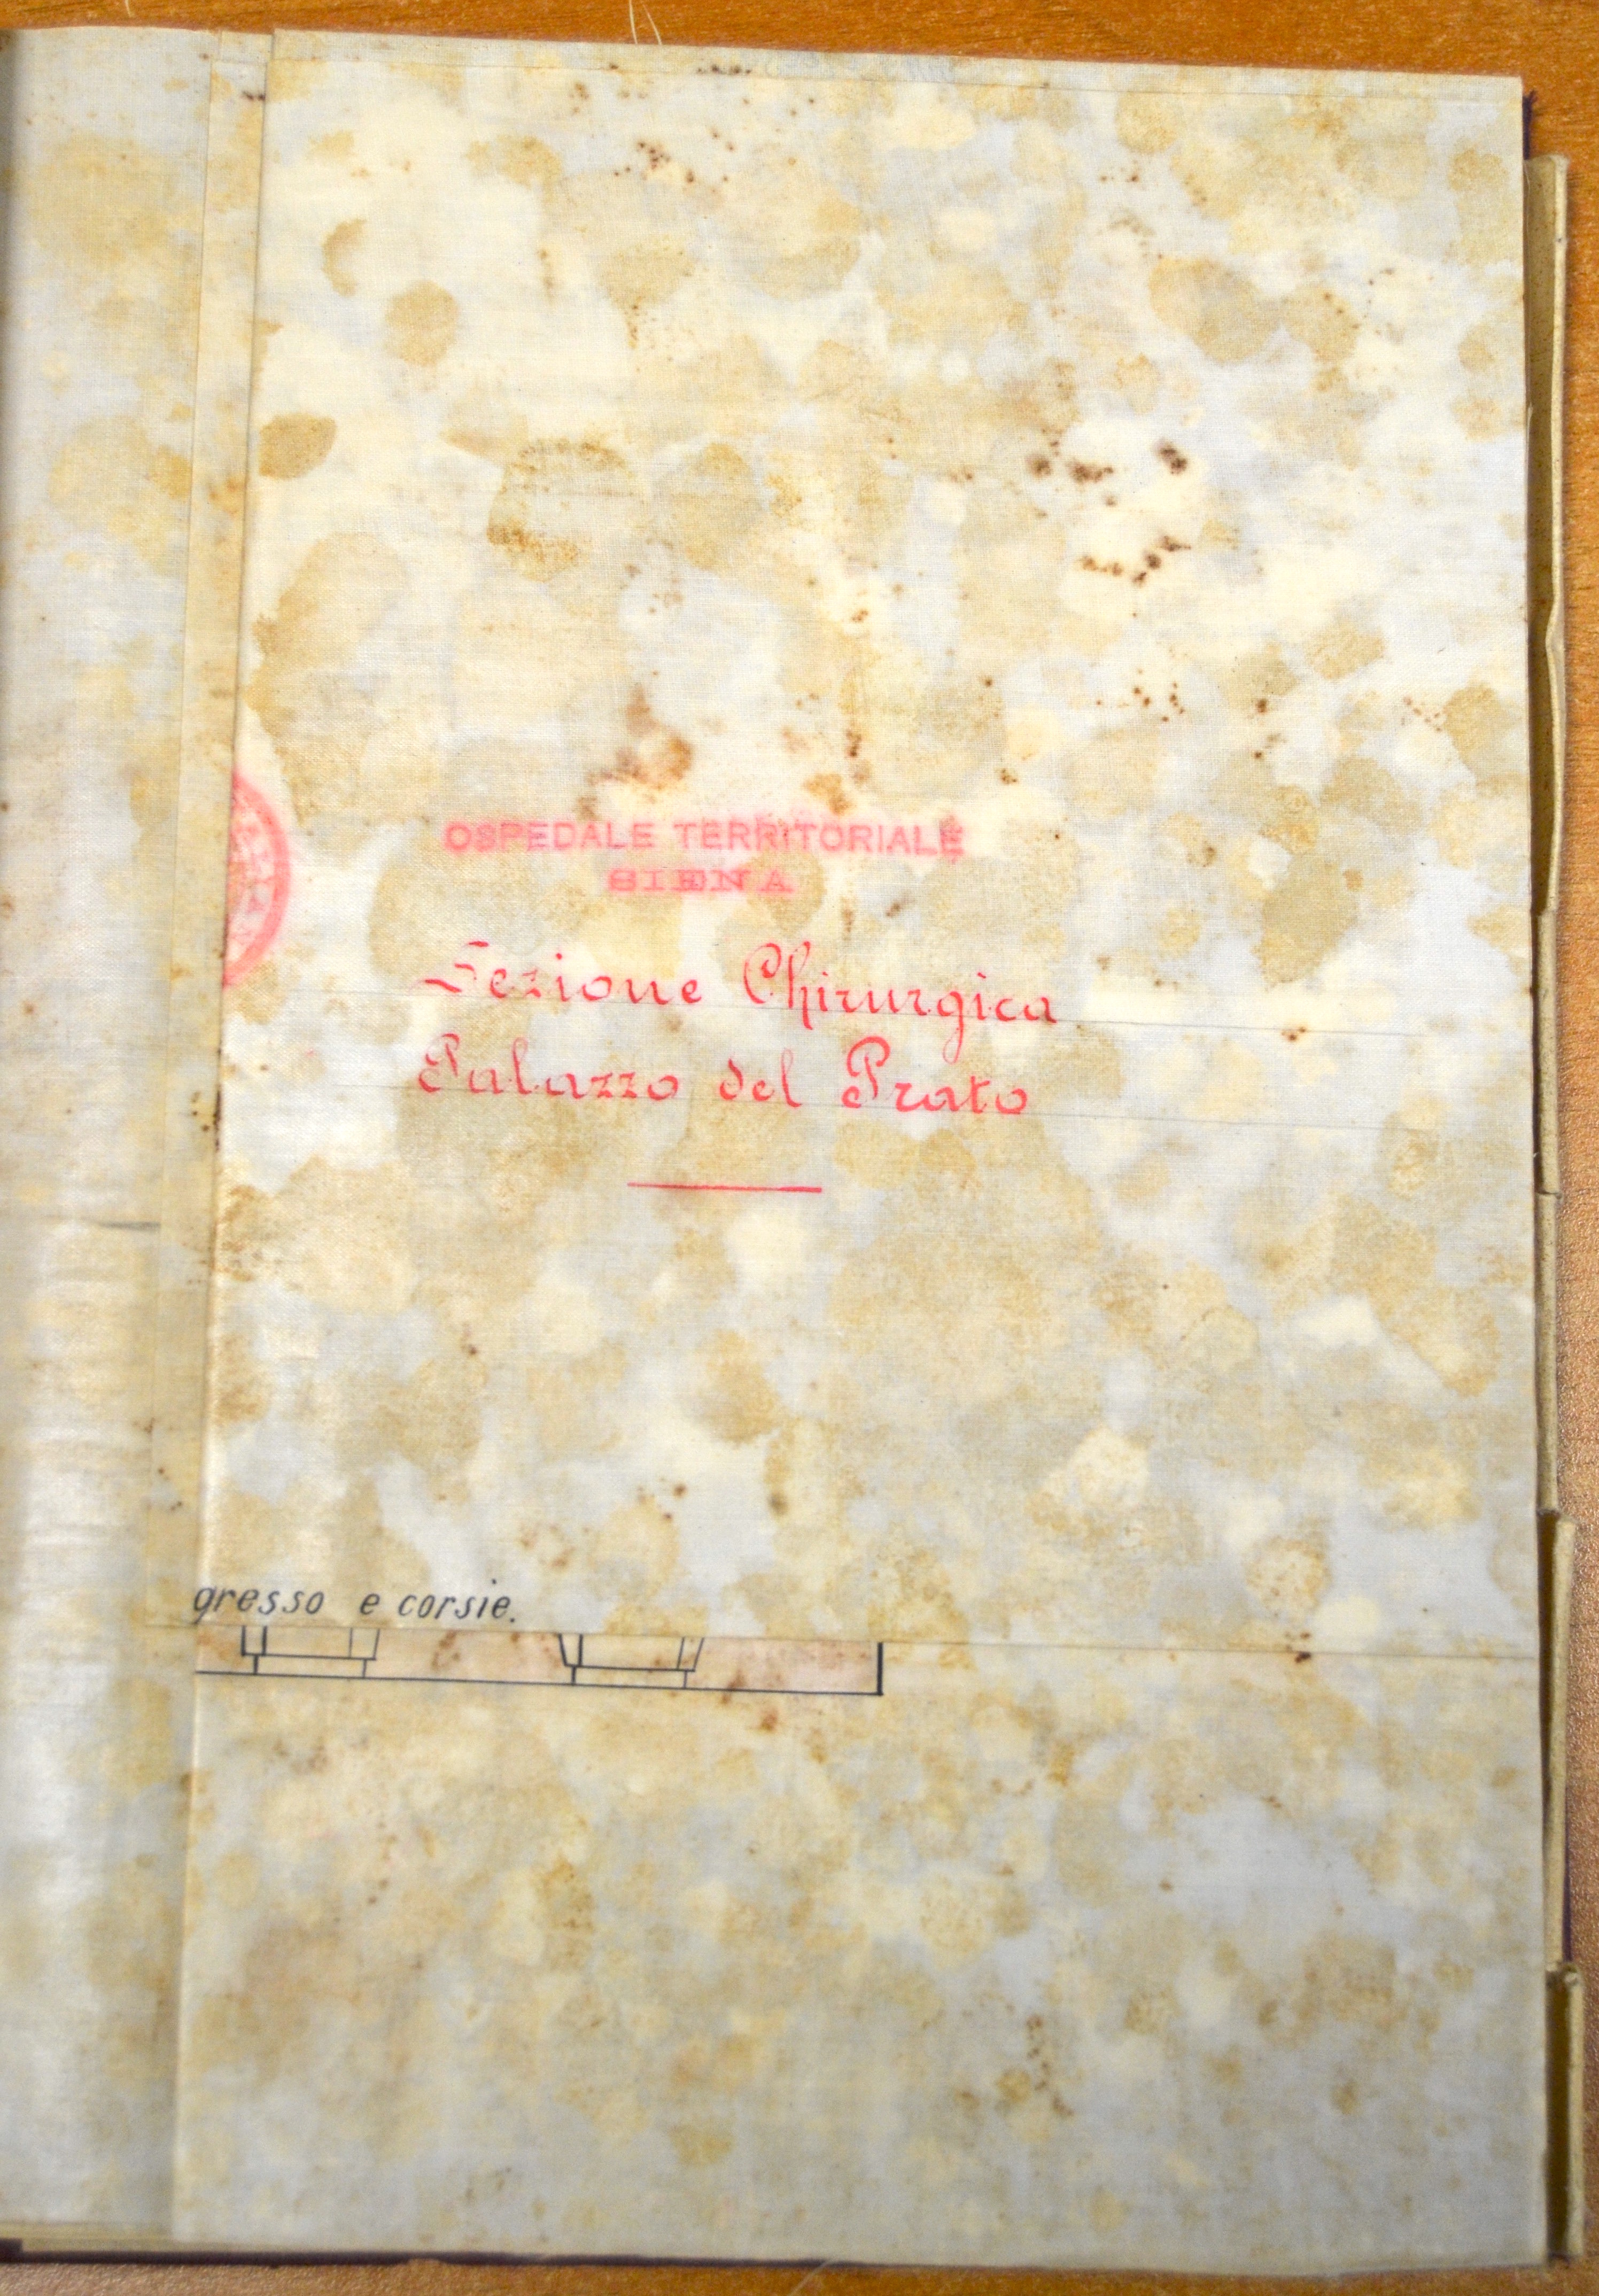 OSPEDALE TERRITORIALE
SIENA
Sezione Chirurgica
Palazzo del Prato
gresso e corsie.